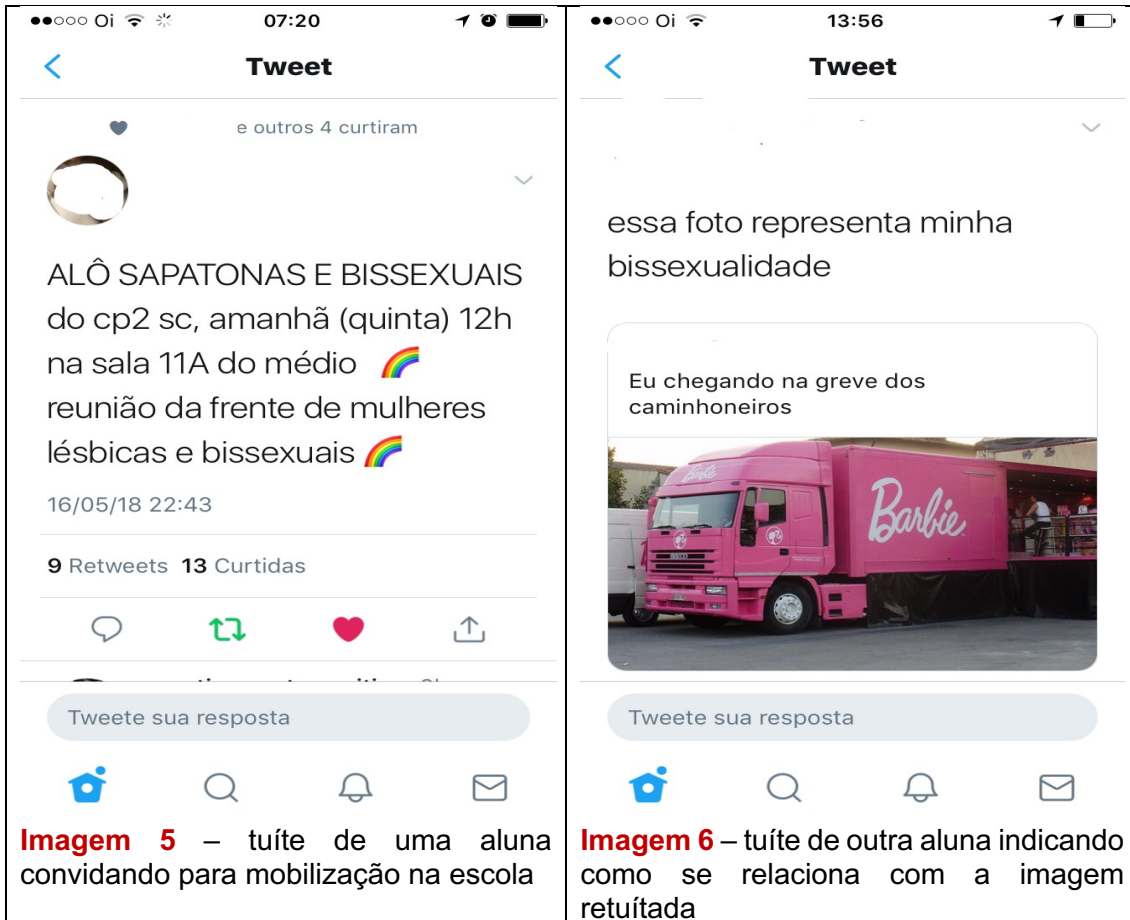 ●●○○○ Oi 07:20
Tweet
e outros 4 curtiram
ALÔ SAPATONAS E BISSEXUAIS
do cp2 sc, amanhã (quinta) 12h
na sala 11A do médio 🌈
reunião da frente de mulheres
lésbicas e bissexuais 🌈
16/05/18 22:43
9 Retweets 13 Curtidas
Tweete sua resposta
Imagem 5 – tuíte de uma aluna
convidando para mobilização na escola
●●○○○ Oi 13:56
Tweet
essa foto representa minha
bissexualidade
Eu chegando na greve dos
caminhoneiros
Barbie
Barbie
Tweete sua resposta
Imagem 6 – tuíte de outra aluna indicando
como se relaciona com a imagem
retuítada